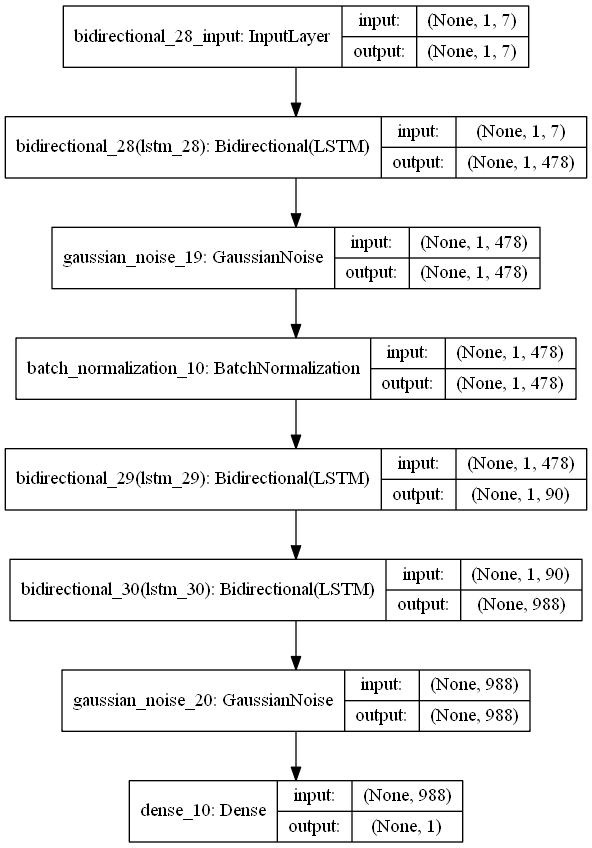 bidirectional_28_input: InputLayer
input: (None, 1, 7)
output: (None, 1, 7)
bidirectional_28(lstm_28): Bidirectional(LSTM)
input: (None, 1, 7)
output: (None, 1, 478)
gaussian_noise_19: GaussianNoise
input: (None, 1, 478)
output: (None, 1, 478)
batch_normalization_10: BatchNormalization
input: (None, 1, 478)
output: (None, 1, 478)
bidirectional_29(lstm_29): Bidirectional(LSTM)
input: (None, 1, 478)
output: (None, 1, 90)
bidirectional_30(lstm_30): Bidirectional(LSTM)
input: (None, 1, 90)
output: (None, 988)
gaussian_noise_20: GaussianNoise
input: (None, 988)
output: (None, 988)
dense_10: Dense
input: (None, 988)
output: (None, 1)